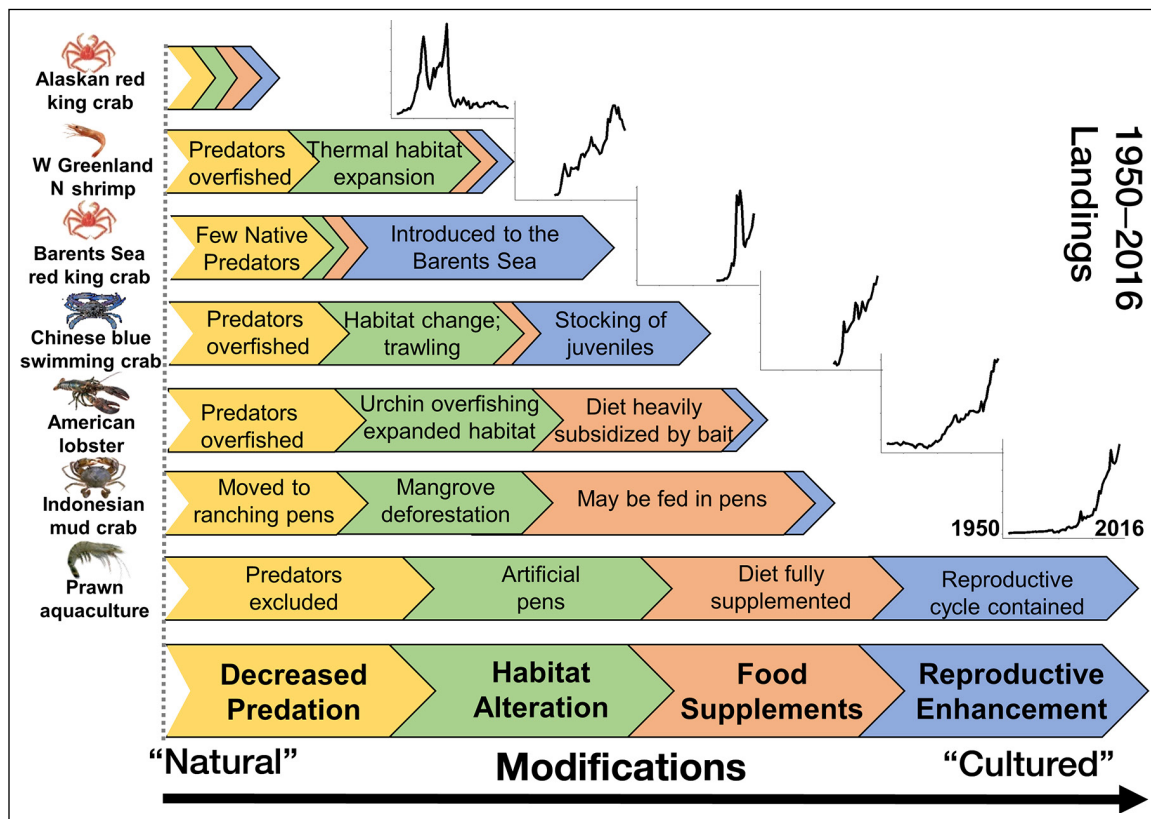 Alaskan red
king crab
W Greenland
N shrimp
Predators
overfished
Thermal habitat
expansion
Barents Sea
red king crab
Few Native
Predators
Introduced to the
Barents Sea
Chinese blue
swimming crab
Predators
overfished
Habitat change;
trawling
Stocking of
juveniles
American
lobster
Predators
overfished
Urchin overfishing
expanded habitat
Diet heavily
subsidized by bait
Indonesian
mud crab
Moved to
ranching pens
Mangrove
deforestation
May be fed in pens
Prawn
aquaculture
Predators
excluded
Artificial
pens
Diet fully
supplemented
Reproductive
cycle contained
1950–2016
Landings
1950
2016
Decreased
Predation
Habitat
Alteration
Food
Supplements
Reproductive
Enhancement
“Natural”
Modifications
“Cultured”